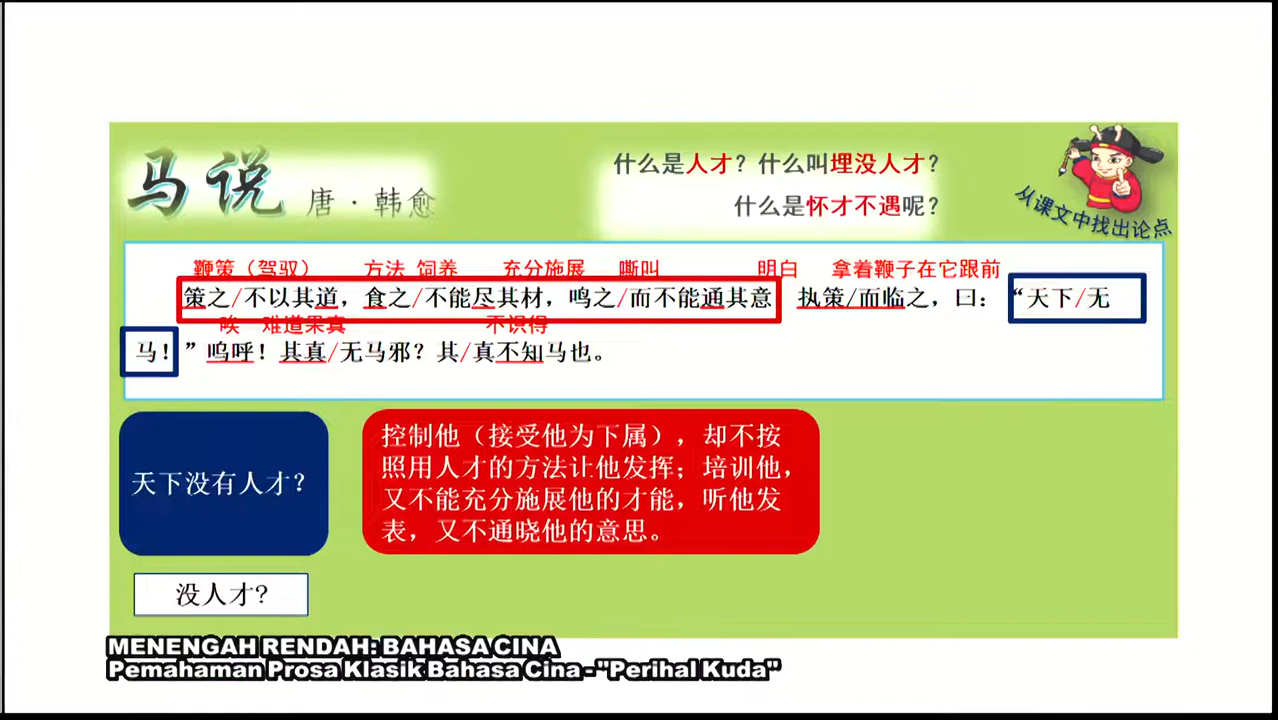 马说 唐·韩愈
什么是人才？什么叫埋没人才？
什么是怀才不遇呢？
从课文中找出论点
鞭策（驾驭） 方法 饲养 充分施展 嘶叫 明白 拿着鞭子在它跟前
策之/不以其道，食之/不能尽其材，鸣之/而不能通其意 执策/而临之，曰：“天下/无
唉 难道果真 不识得
马！”呜呼！其真/无马邪？其/真不知马也。
天下没有人才？
控制他（接受他为下属），却不按
照用人才的方法让他发挥；培训他，
又不能充分施展他的才能，听他发
表，又不通晓他的意思。
没人才?
MENENGAH RENDAH: BAHASA CINA
Pemahaman Prosa Klasik Bahasa Cina - "Perihal Kuda"